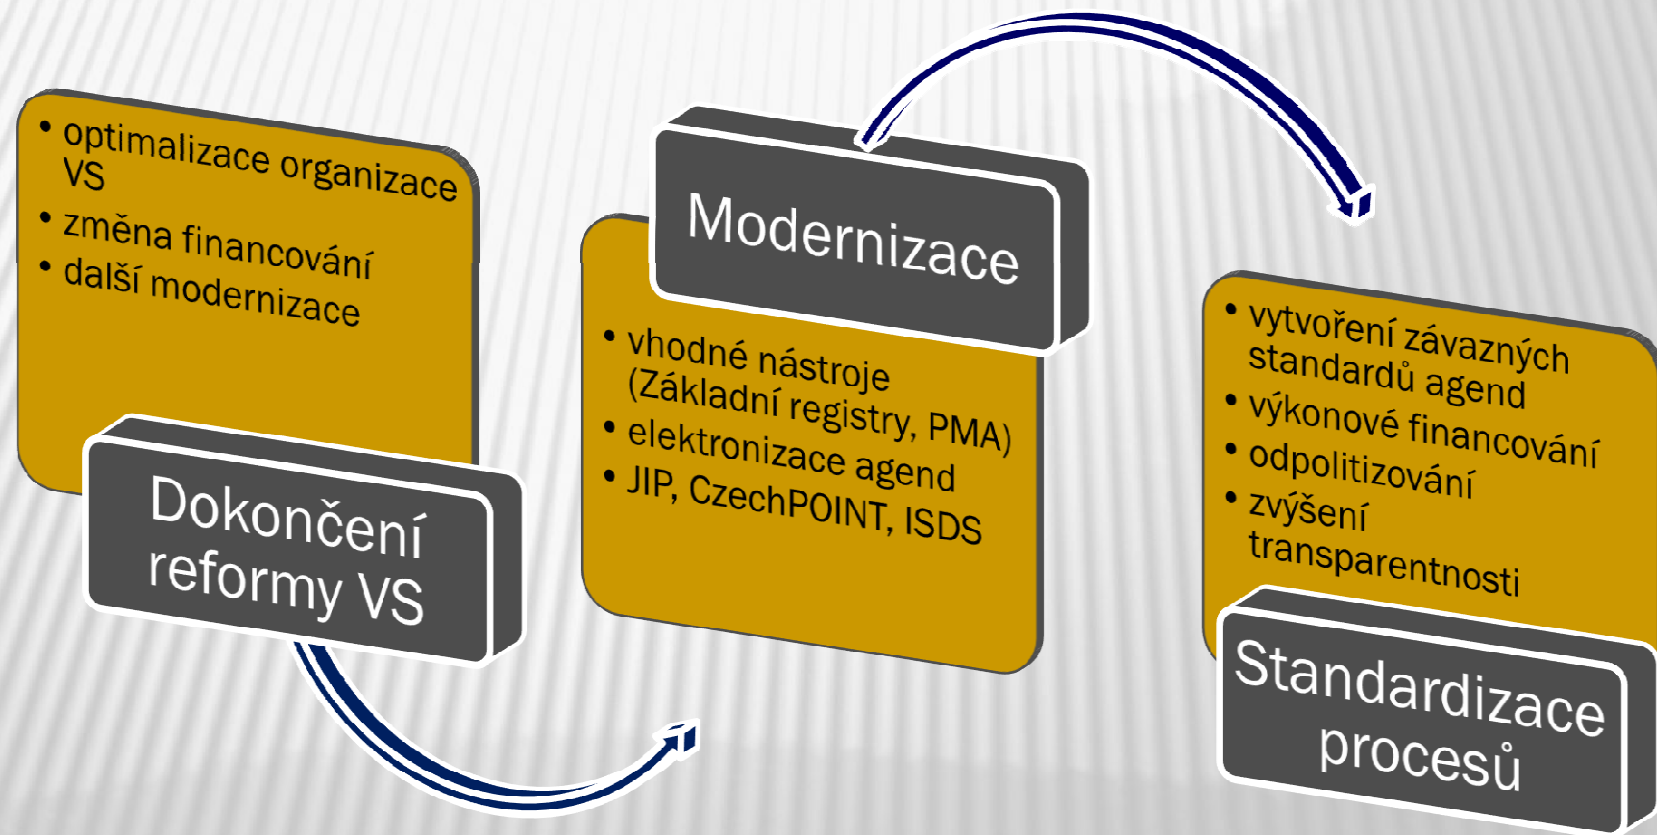 • optimalizace organizace
VS
• změna financování
• další modernizace
Dokončení
reformy VS
Modernizace
• vhodné nástroje
(Základní registry, PMA)
• elektronizace agend
• JIP, CzechPOINT, ISDS
• vytvoření závazných
standardů agend
• výkonové financování
• odpolitizování
• zvýšení
transparentnosti
Standardizace
procesů